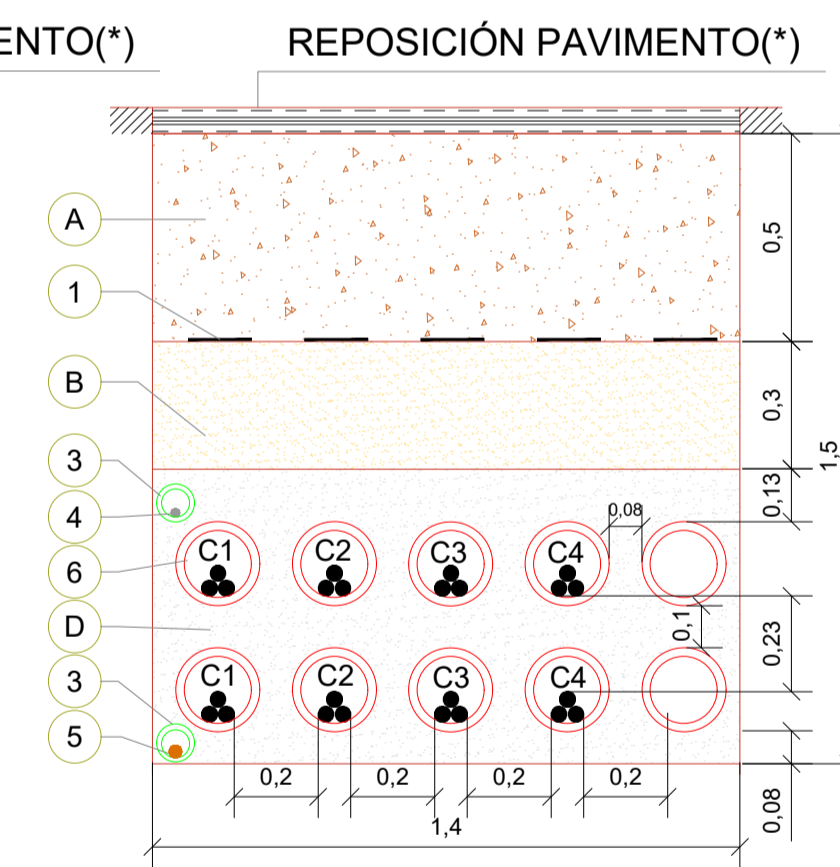 ENTO(*)
REPOSICIÓN PAVIMENTO(*)
A
0,5
1
B
0,3
1,5
3
0,13
4
0,08
C1 C2 C3 C4
6
D
0,1
0,23
C1 C2 C3 C4
3
5
0,2 0,2 0,2 0,2
0,08
1,4